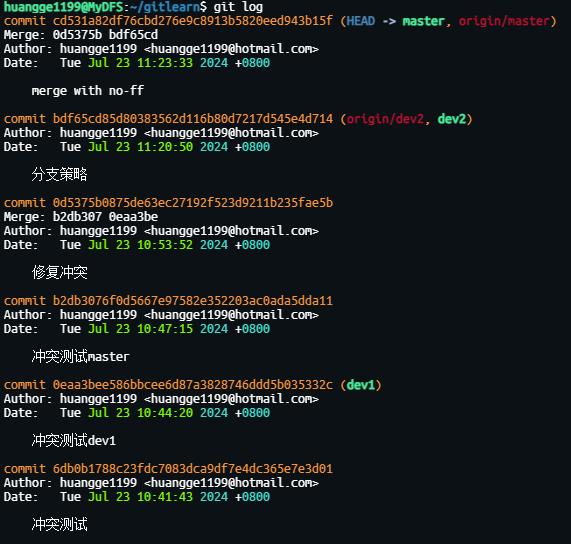 huangge1199@MyDFS:~/gitlearn$ git log
commit cd531a82df76cbd276e9c8913b5820eed943b15f (HEAD -> master, origin/master)
Merge: 0d5375b bdf65cd
Author: huangge1199 <huangge1199@hotmail.com>
Date:   Tue Jul 23 11:23:33 2024 +0800
merge with no-ff
commit bdf65cd85d80383562d116b80d7217d545e4d714 (origin/dev2, dev2)
Author: huangge1199 <huangge1199@hotmail.com>
Date:   Tue Jul 23 11:20:50 2024 +0800
分支策略
commit 0d5375b0875de63ec27192f523d9211b235fae5b
Merge: b2db307 0eaa3be
Author: huangge1199 <huangge1199@hotmail.com>
Date:   Tue Jul 23 10:53:52 2024 +0800
修复冲突
commit b2db3076f0d5667e97582e352203ac0ada5dda11
Author: huangge1199 <huangge1199@hotmail.com>
Date:   Tue Jul 23 10:47:15 2024 +0800
冲突测试master
commit 0eaa3bee586bbcee6d87a3828746ddd5b035332c (dev1)
Author: huangge1199 <huangge1199@hotmail.com>
Date:   Tue Jul 23 10:44:20 2024 +0800
冲突测试dev1
commit 6db0b1788c23fdc7083dca9df7e4dc365e7e3d01
Author: huangge1199 <huangge1199@hotmail.com>
Date:   Tue Jul 23 10:41:43 2024 +0800
冲突测试